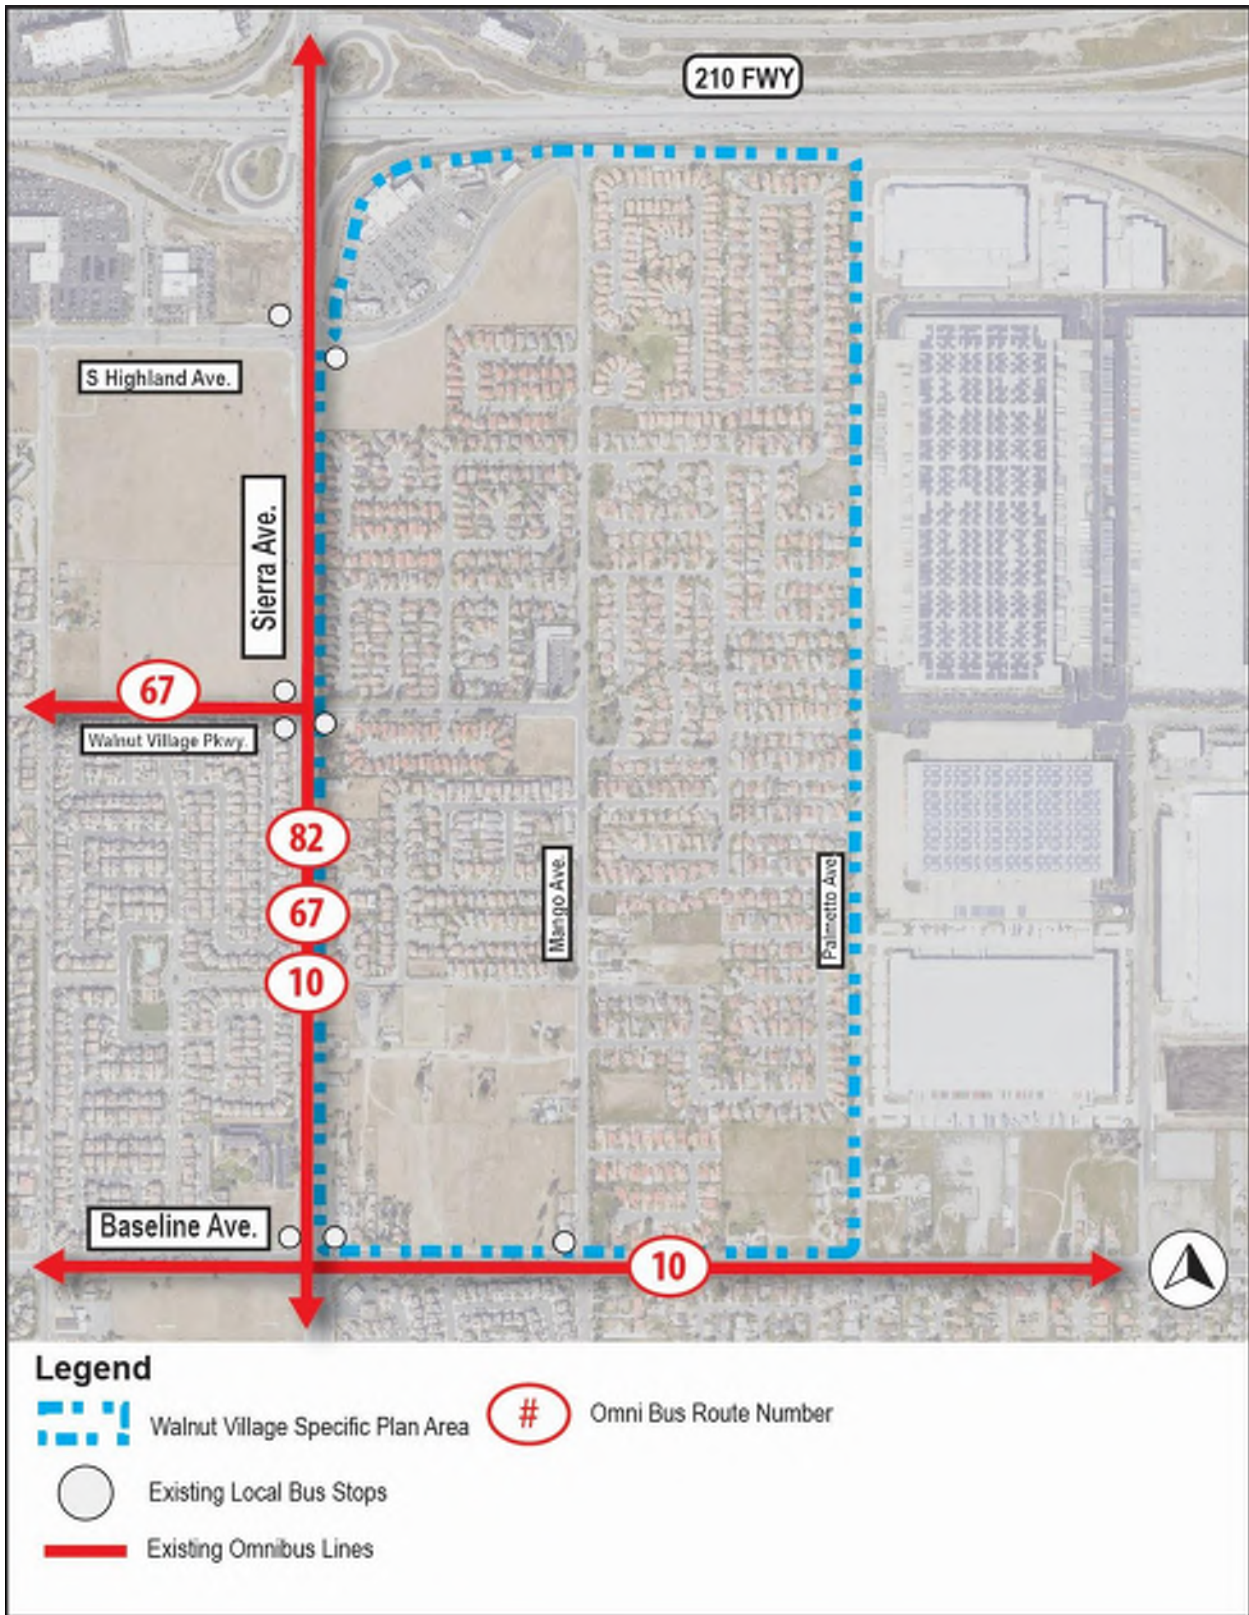 210 FWY
S Highland Ave.
Sierra Ave.
67
Walnut Village Pkwy.
82
67
10
Mango Ave.
Palmetto Ave
Baseline Ave.
10
Legend
Walnut Village Specific Plan Area
# Omni Bus Route Number
Existing Local Bus Stops
Existing Omnibus Lines